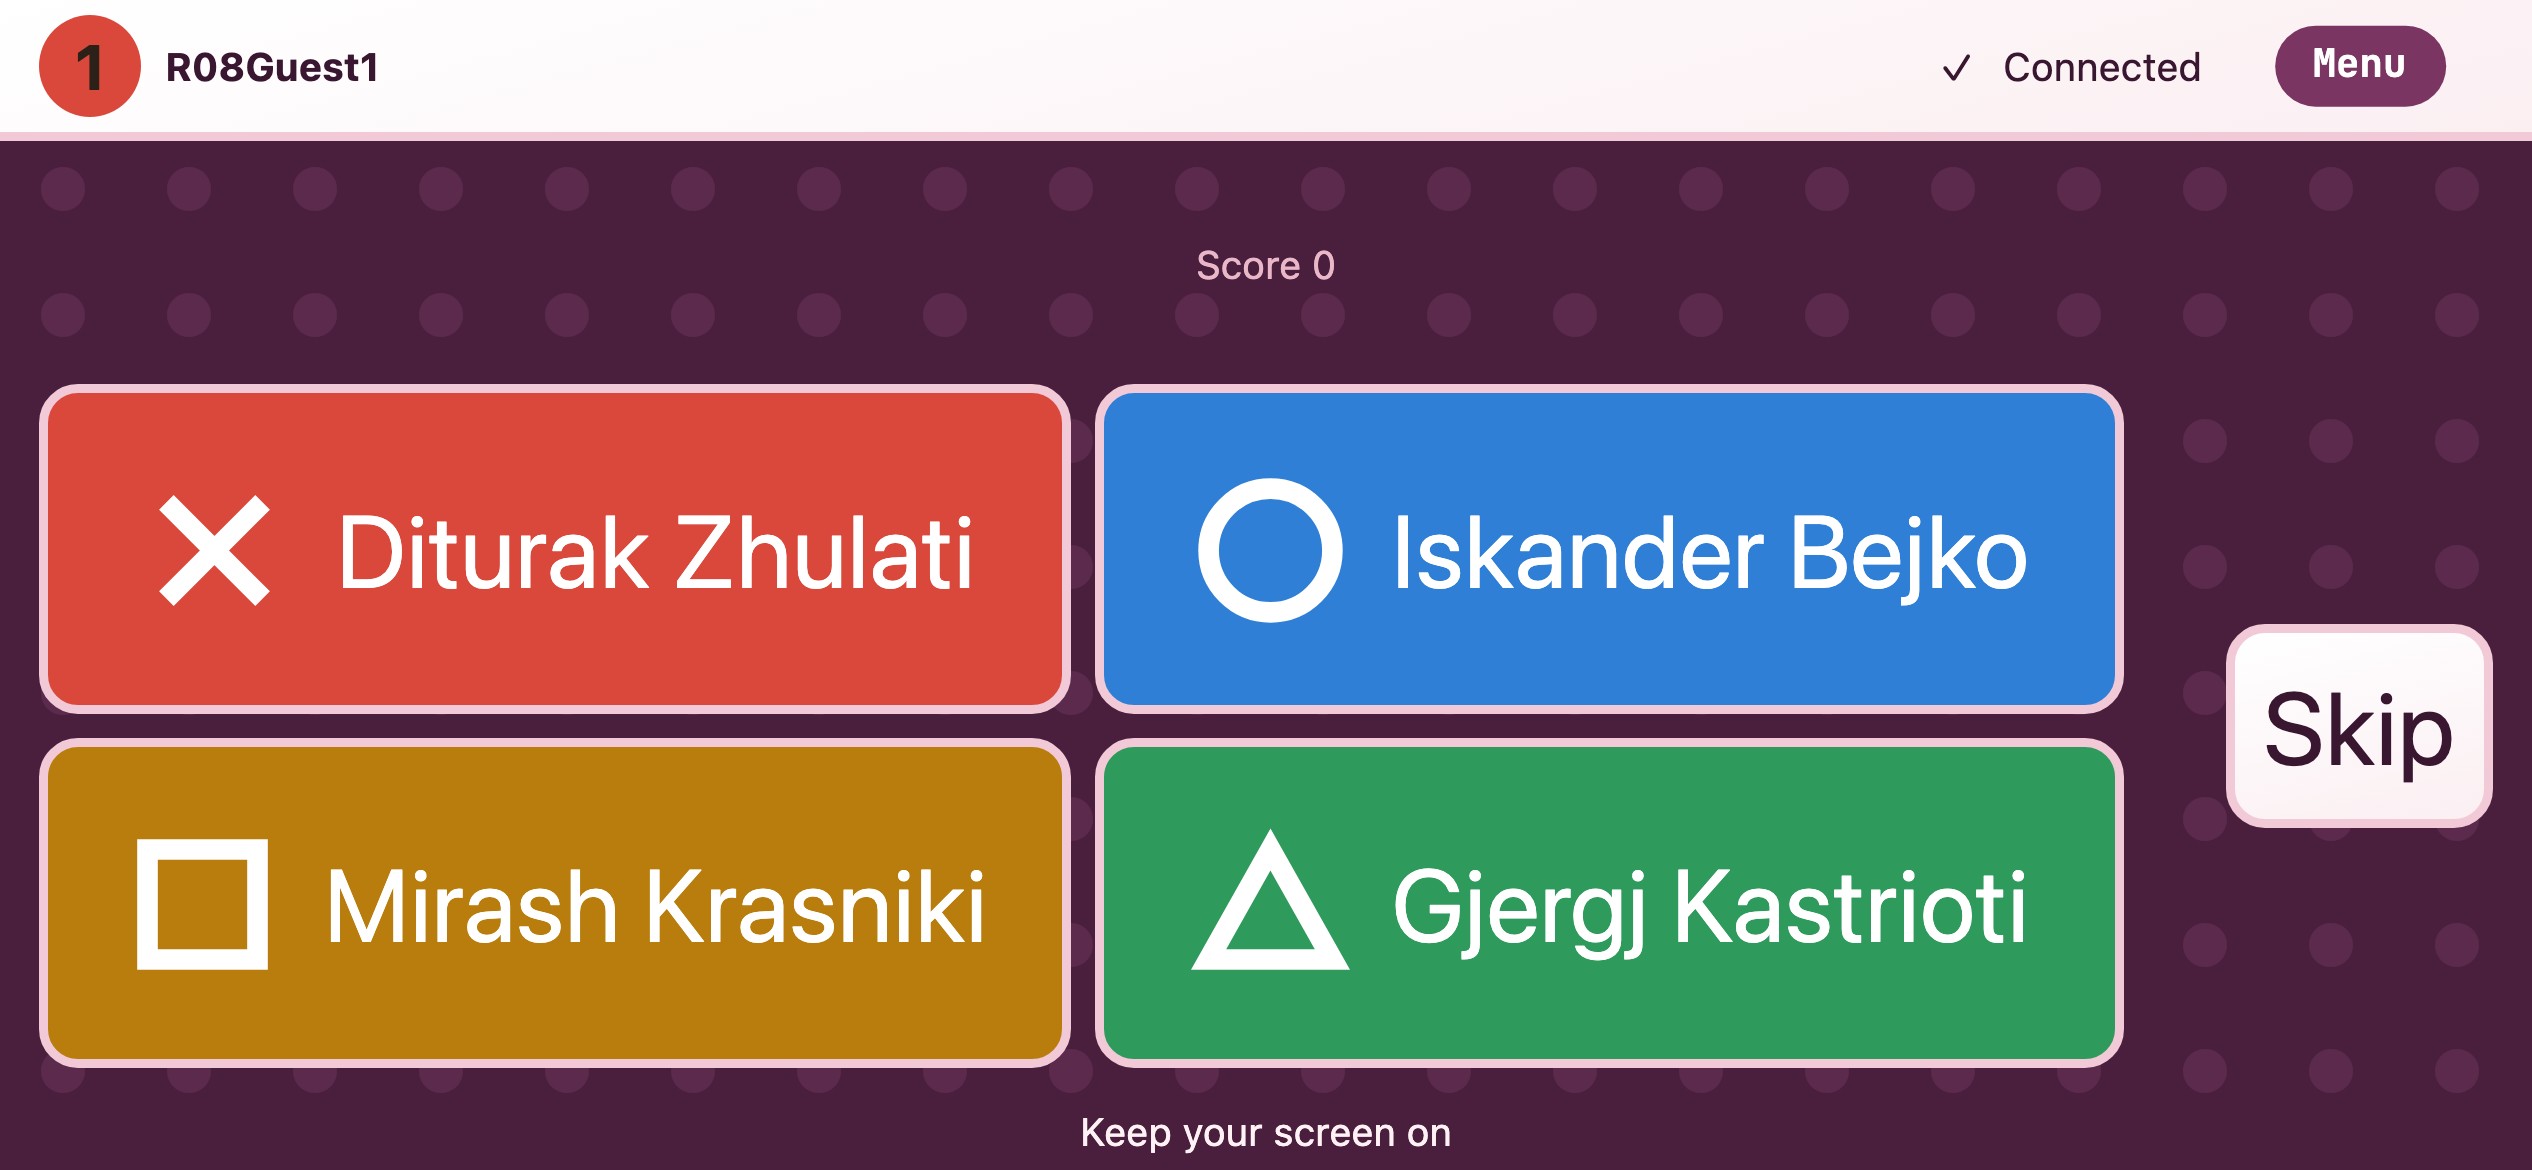 1 R08Guest1 ✓ Connected Menu
Score 0
Diturak Zhulati
Iskander Bejko
Mirash Krasniki
Gjergj Kastrioti
Skip
Keep your screen on